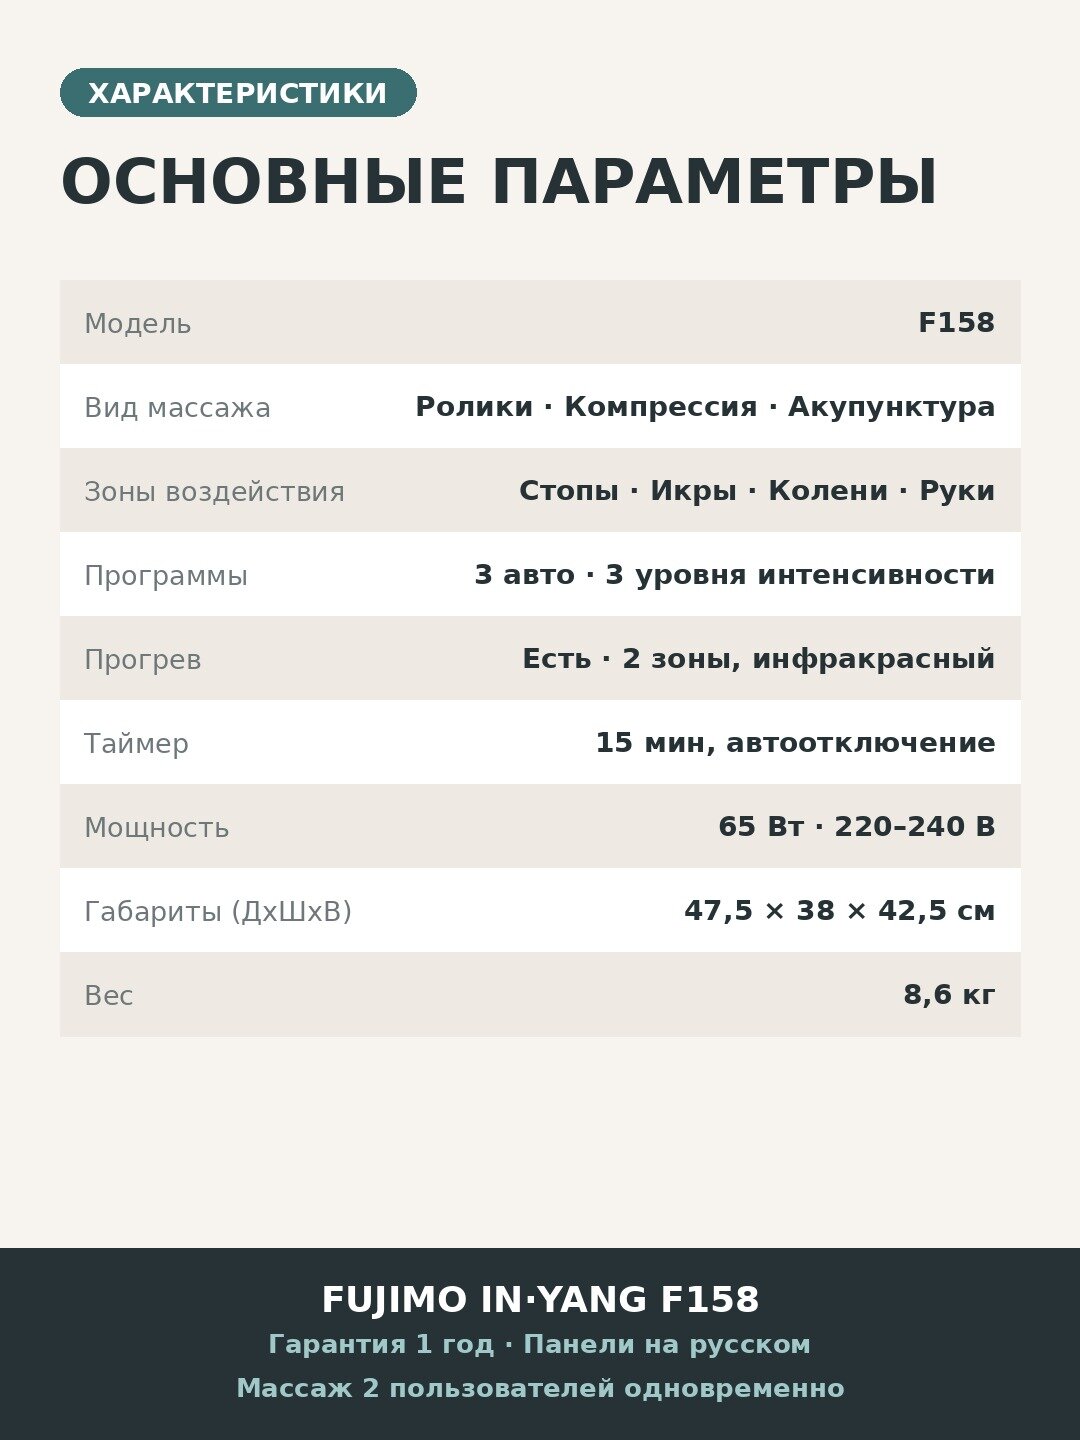 ХАРАКТЕРИСТИКИ
ОСНОВНЫЕ ПАРАМЕТРЫ
Модель F158
Вид массажа Ролики · Компрессия · Акупунктура
Зоны воздействия Стопы · Икры · Колени · Руки
Программы 3 авто · 3 уровня интенсивности
Прогрев Есть · 2 зоны, инфракрасный
Таймер 15 мин, автоотключение
Мощность 65 Вт · 220–240 В
Габариты (ДхШхВ) 47,5 × 38 × 42,5 см
Вес 8,6 кг
FUJIMO IN·YANG F158
Гарантия 1 год · Панели на русском
Массаж 2 пользователей одновременно